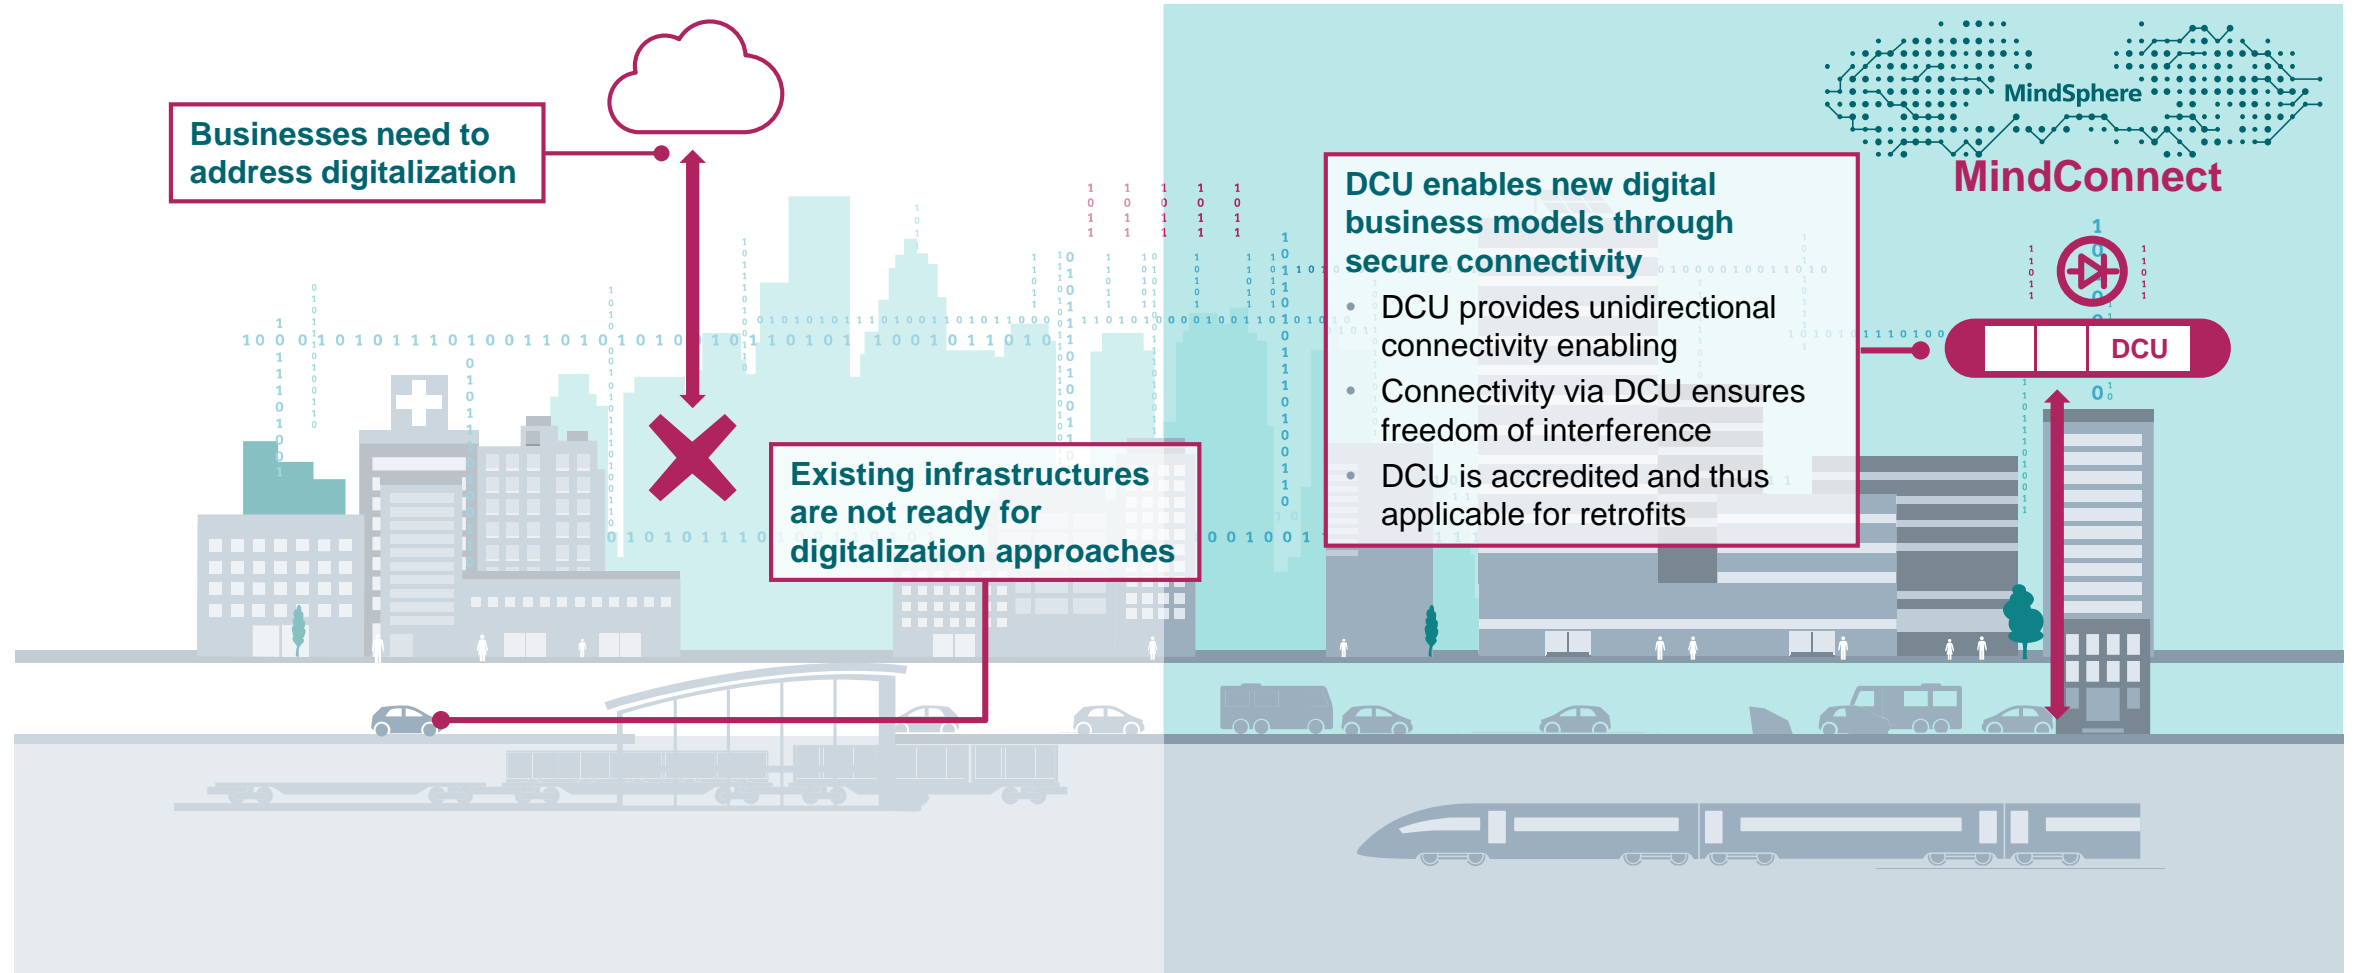 Businesses need to
address digitalization
Existing infrastructures
are not ready for
digitalization approaches
DCU enables new digital
business models through
secure connectivity
• DCU provides unidirectional
connectivity enabling
• Connectivity via DCU ensures
freedom of interference
• DCU is accredited and thus
applicable for retrofits
MindSphere
MindConnect
DCU